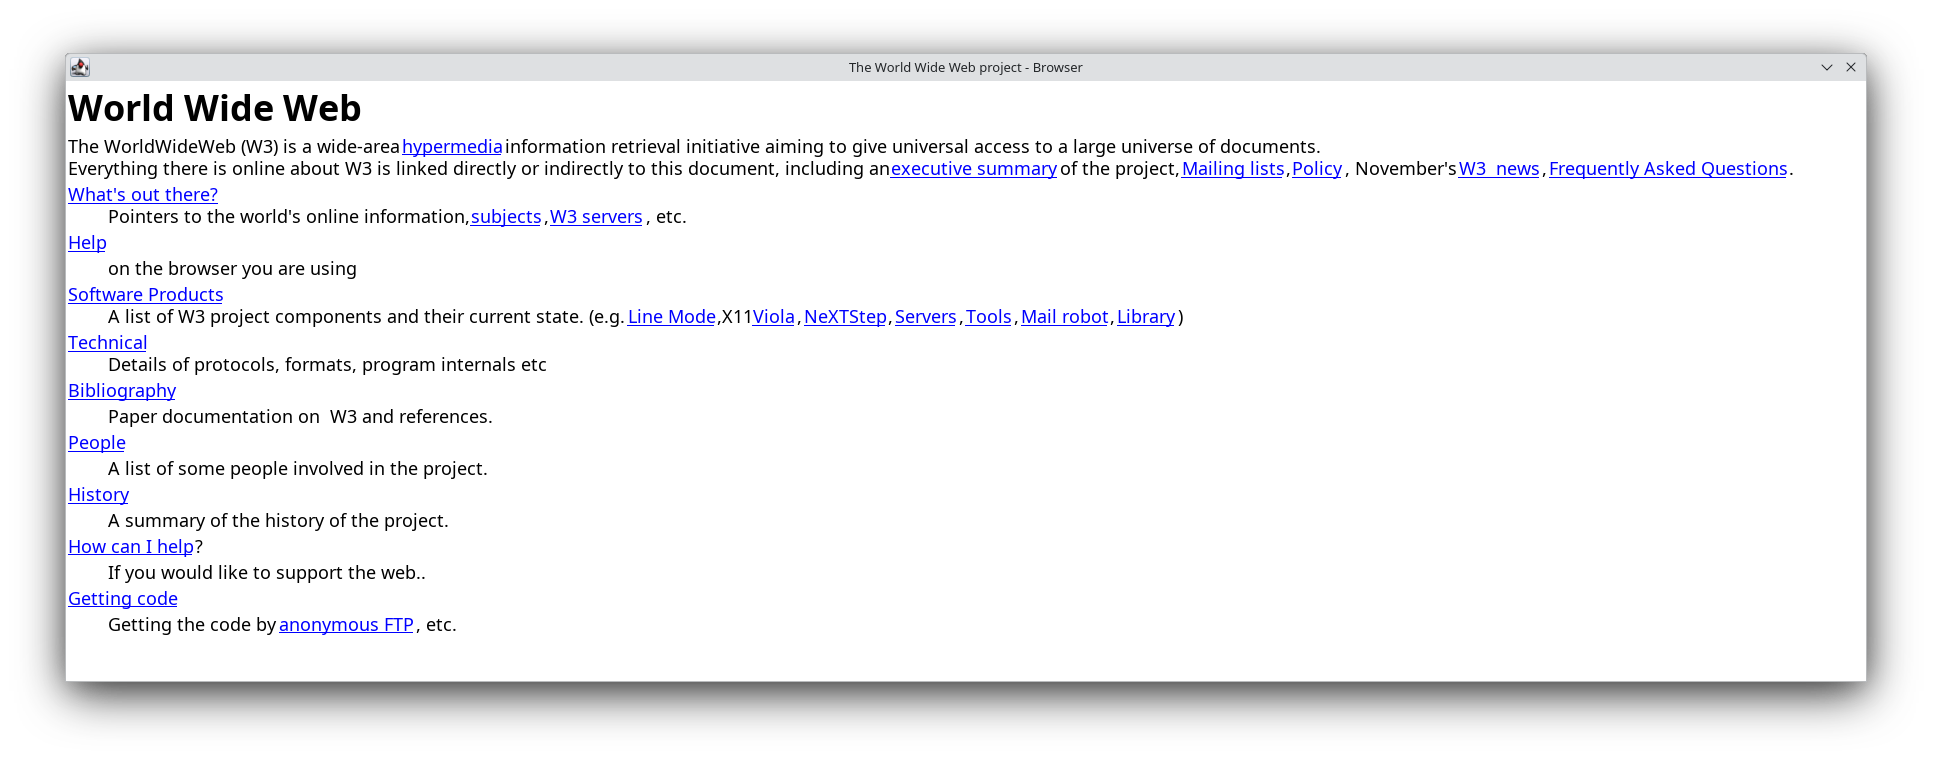 The World Wide Web project - Browser
World Wide Web
The WorldWideWeb (W3) is a wide-area hypermedia information retrieval initiative aiming to give universal access to a large universe of documents.
Everything there is online about W3 is linked directly or indirectly to this document, including an executive summary of the project, Mailing lists, Policy , November's W3  news , Frequently Asked Questions .
What's out there?
Pointers to the world's online information, subjects , W3 servers , etc.
Help
on the browser you are using
Software Products
A list of W3 project components and their current state. (e.g. Line Mode ,X11 Viola , NeXTStep , Servers , Tools , Mail robot , Library )
Technical
Details of protocols, formats, program internals etc
Bibliography
Paper documentation on  W3 and references.
People
A list of some people involved in the project.
History
A summary of the history of the project.
How can I help ?
If you would like to support the web..
Getting code
Getting the code by anonymous FTP , etc.